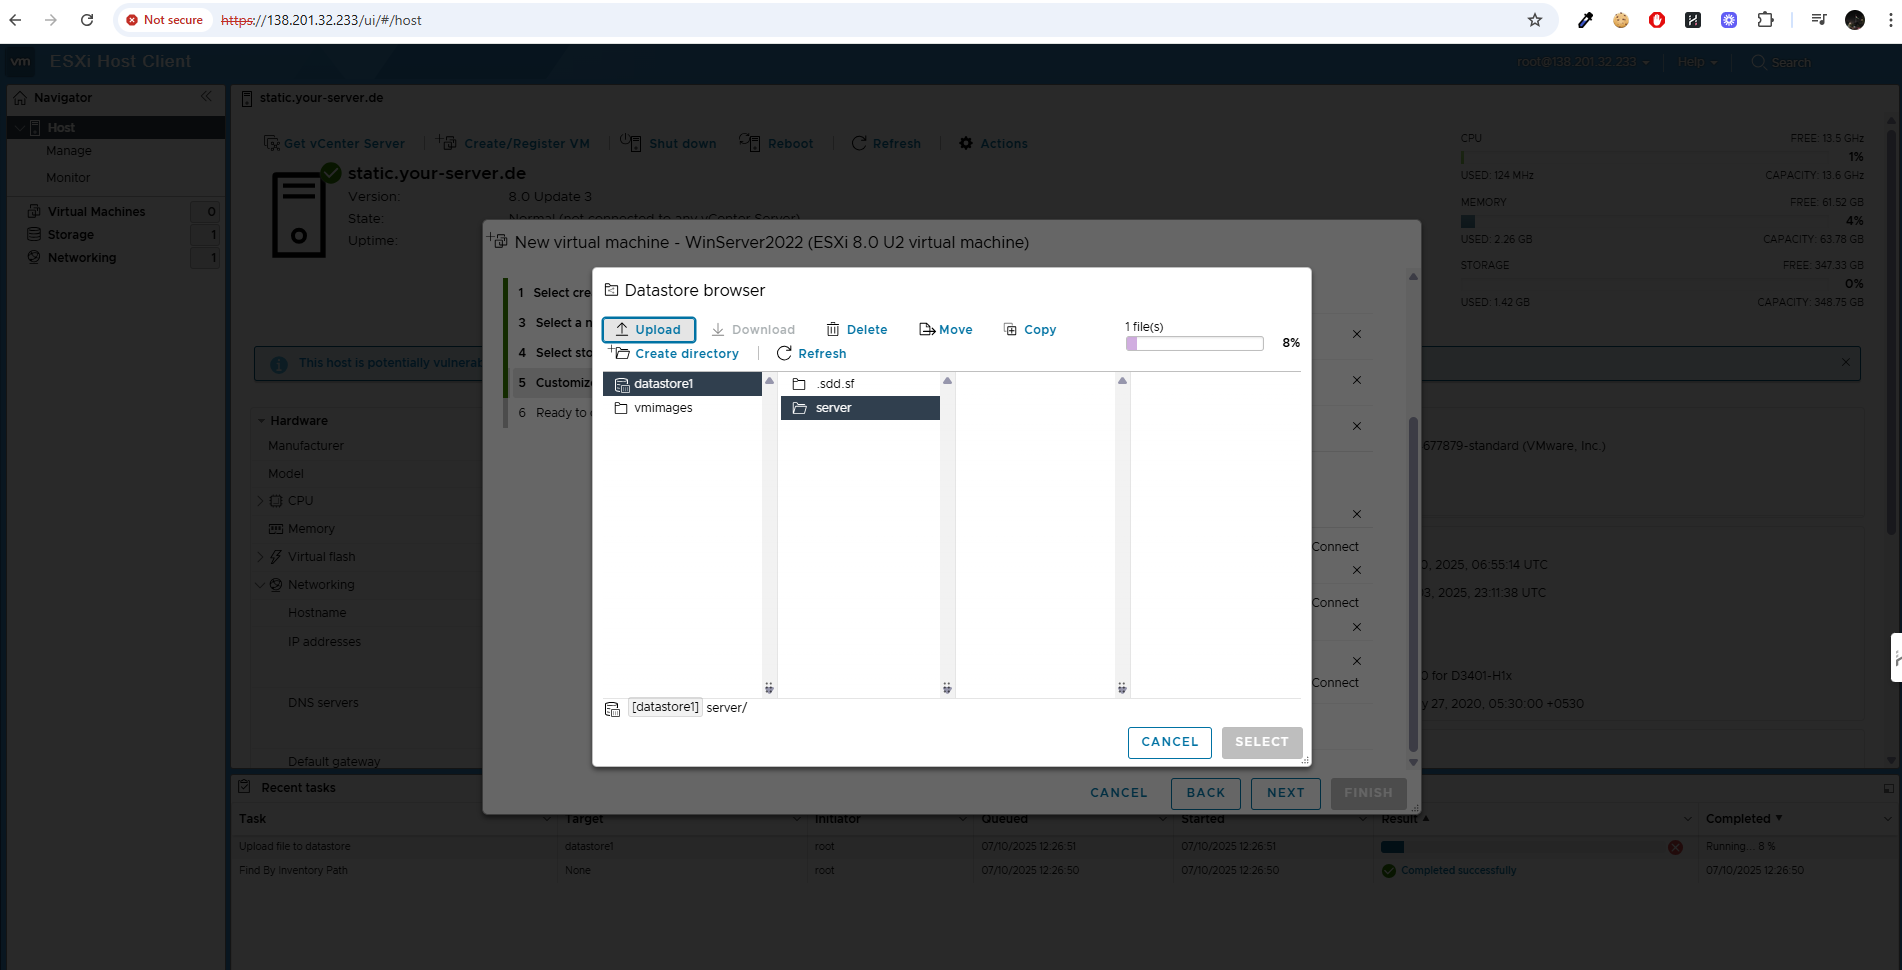 Not secure https://138.201.32.233/ui/#/host
vm ESXi Host Client root@138.201.32.233 Help Search
Navigator
static.your-server.de
Host
Manage
Monitor
Virtual Machines 0
Storage 1
Networking 1
Get vCenter Server Create/Register VM Shut down Reboot Refresh Actions
static.your-server.de
Version: 8.0 Update 3
State: Normal (not connected to any vCenter Server)
Uptime:
CPU FREE: 13.5 GHz
1%
USED: 124 MHz CAPACITY: 13.6 GHz
MEMORY FREE: 61.52 GB
4%
USED: 2.26 GB CAPACITY: 63.78 GB
STORAGE FREE: 347.33 GB
0%
USED: 1.42 GB CAPACITY: 348.75 GB
This host is potentially vulnerab
Hardware
Manufacturer
Model
CPU
Memory
Virtual flash
Networking
Hostname
IP addresses
DNS servers
Default gateway
677879-standard (VMware, Inc.)
0, 2025, 06:55:14 UTC
03, 2025, 23:11:38 UTC
0 for D3401-H1x
y 27, 2020, 05:30:00 +0530
New virtual machine - WinServer2022 (ESXi 8.0 U2 virtual machine)
1 Select cre
3 Select a n
4 Select sto
5 Customize
6 Ready to
Connect
Connect
Connect
CANCEL BACK NEXT FINISH
Datastore browser
Upload Download Delete Move Copy
Create directory Refresh
1 file(s)
8%
datastore1
vmimages
.sdd.sf
server
[datastore1] server/
CANCEL SELECT
Recent tasks
Task Target Initiator Queued Started Result Completed
Upload file to datastore datastore1 root 07/10/2025 12:26:51 07/10/2025 12:26:51 Running... 8 %
Find By Inventory Path None root 07/10/2025 12:26:50 07/10/2025 12:26:50 Completed successfully 07/10/2025 12:26:50